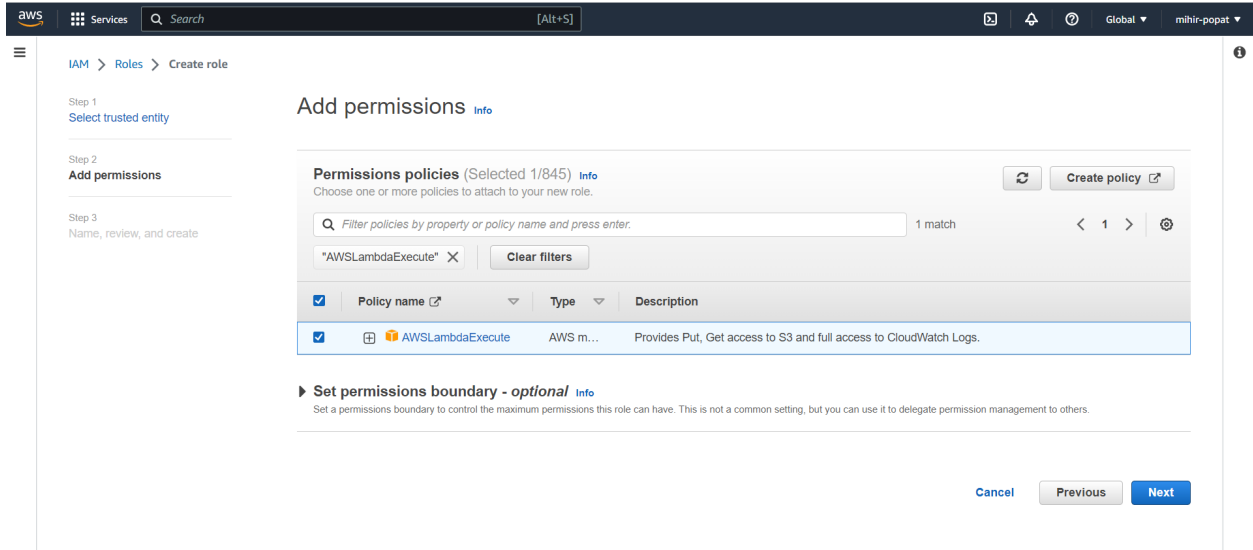 aws Services Search [Alt+S] Global mihir-popat
IAM > Roles > Create role
Step 1
Select trusted entity
Step 2
Add permissions
Step 3
Name, review, and create
Add permissions Info
Permissions policies (Selected 1/845) Info
Choose one or more policies to attach to your new role.
Create policy
Filter policies by property or policy name and press enter.
1 match
1
"AWSLambdaExecute"
Clear filters
Policy name Type Description
AWSLambdaExecute AWS m... Provides Put, Get access to S3 and full access to CloudWatch Logs.
Set permissions boundary - optional Info
Set a permissions boundary to control the maximum permissions this role can have. This is not a common setting, but you can use it to delegate permission management to others.
Cancel Previous Next